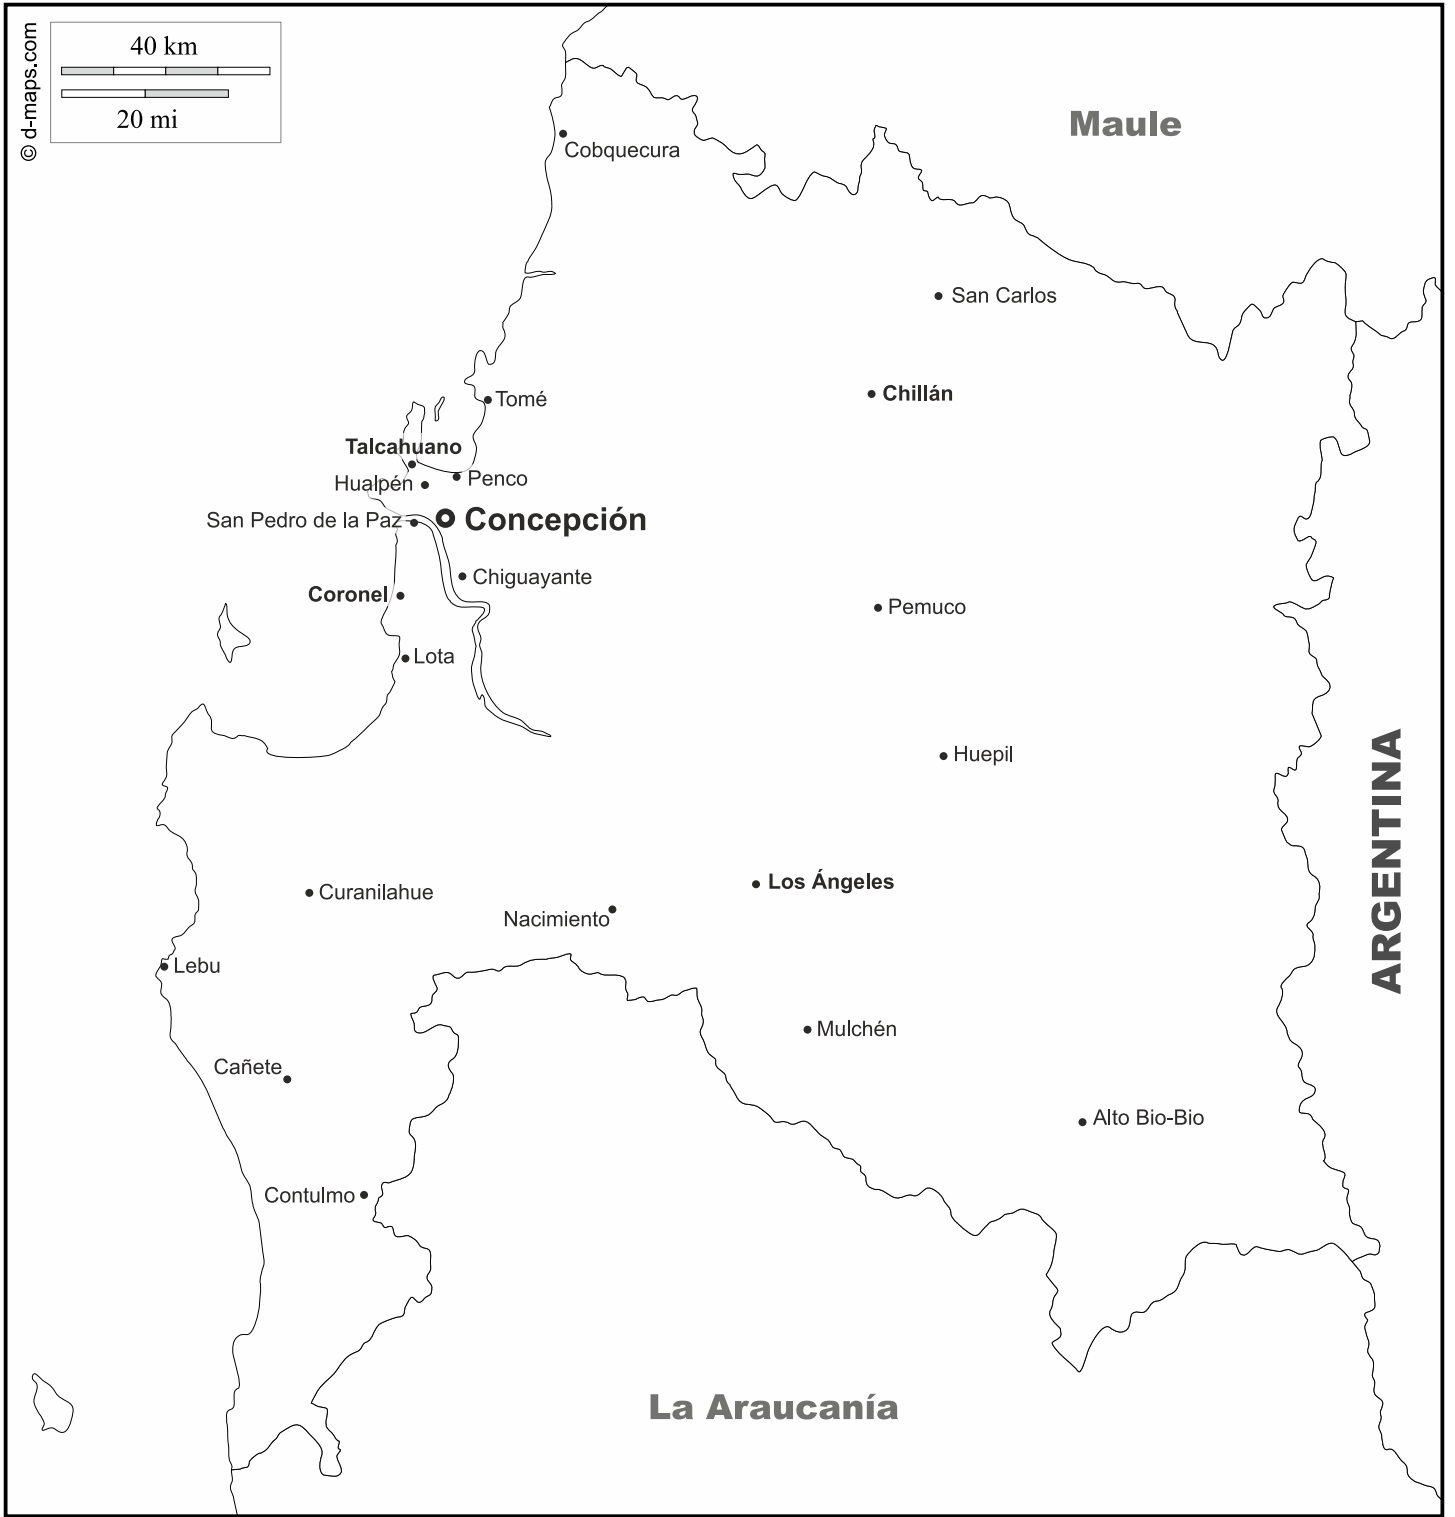 © d-maps.com
40 km
20 mi
Maule
Cobquecura
San Carlos
Chillán
Tomé
Talcahuano
Hualpén
Penco
San Pedro de la Paz
Concepción
Chiguayante
Coronel
Pemuco
Lota
Huepil
ARGENTINA
Los Ángeles
Curanilahue
Nacimiento
Lebu
Mulchén
Cañete
Alto Bio-Bio
Contulmo
La Araucanía